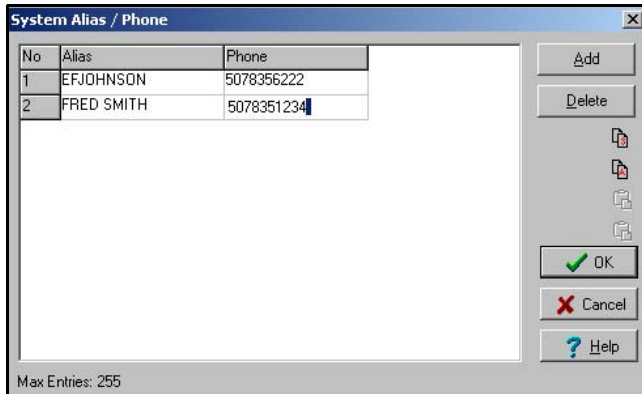 System Alias / Phone
No Alias Phone
1 EFJOHNSON 5078356222
2 FRED SMITH 5078351234
Add
Delete
OK
Cancel
Help
Max Entries: 255